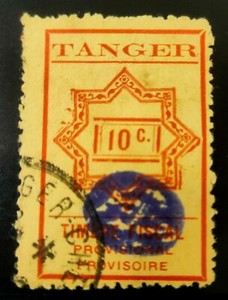 TANGER
10 C.
TIMBRE FISCAL
PROVISIONAL
PROVISOIRE